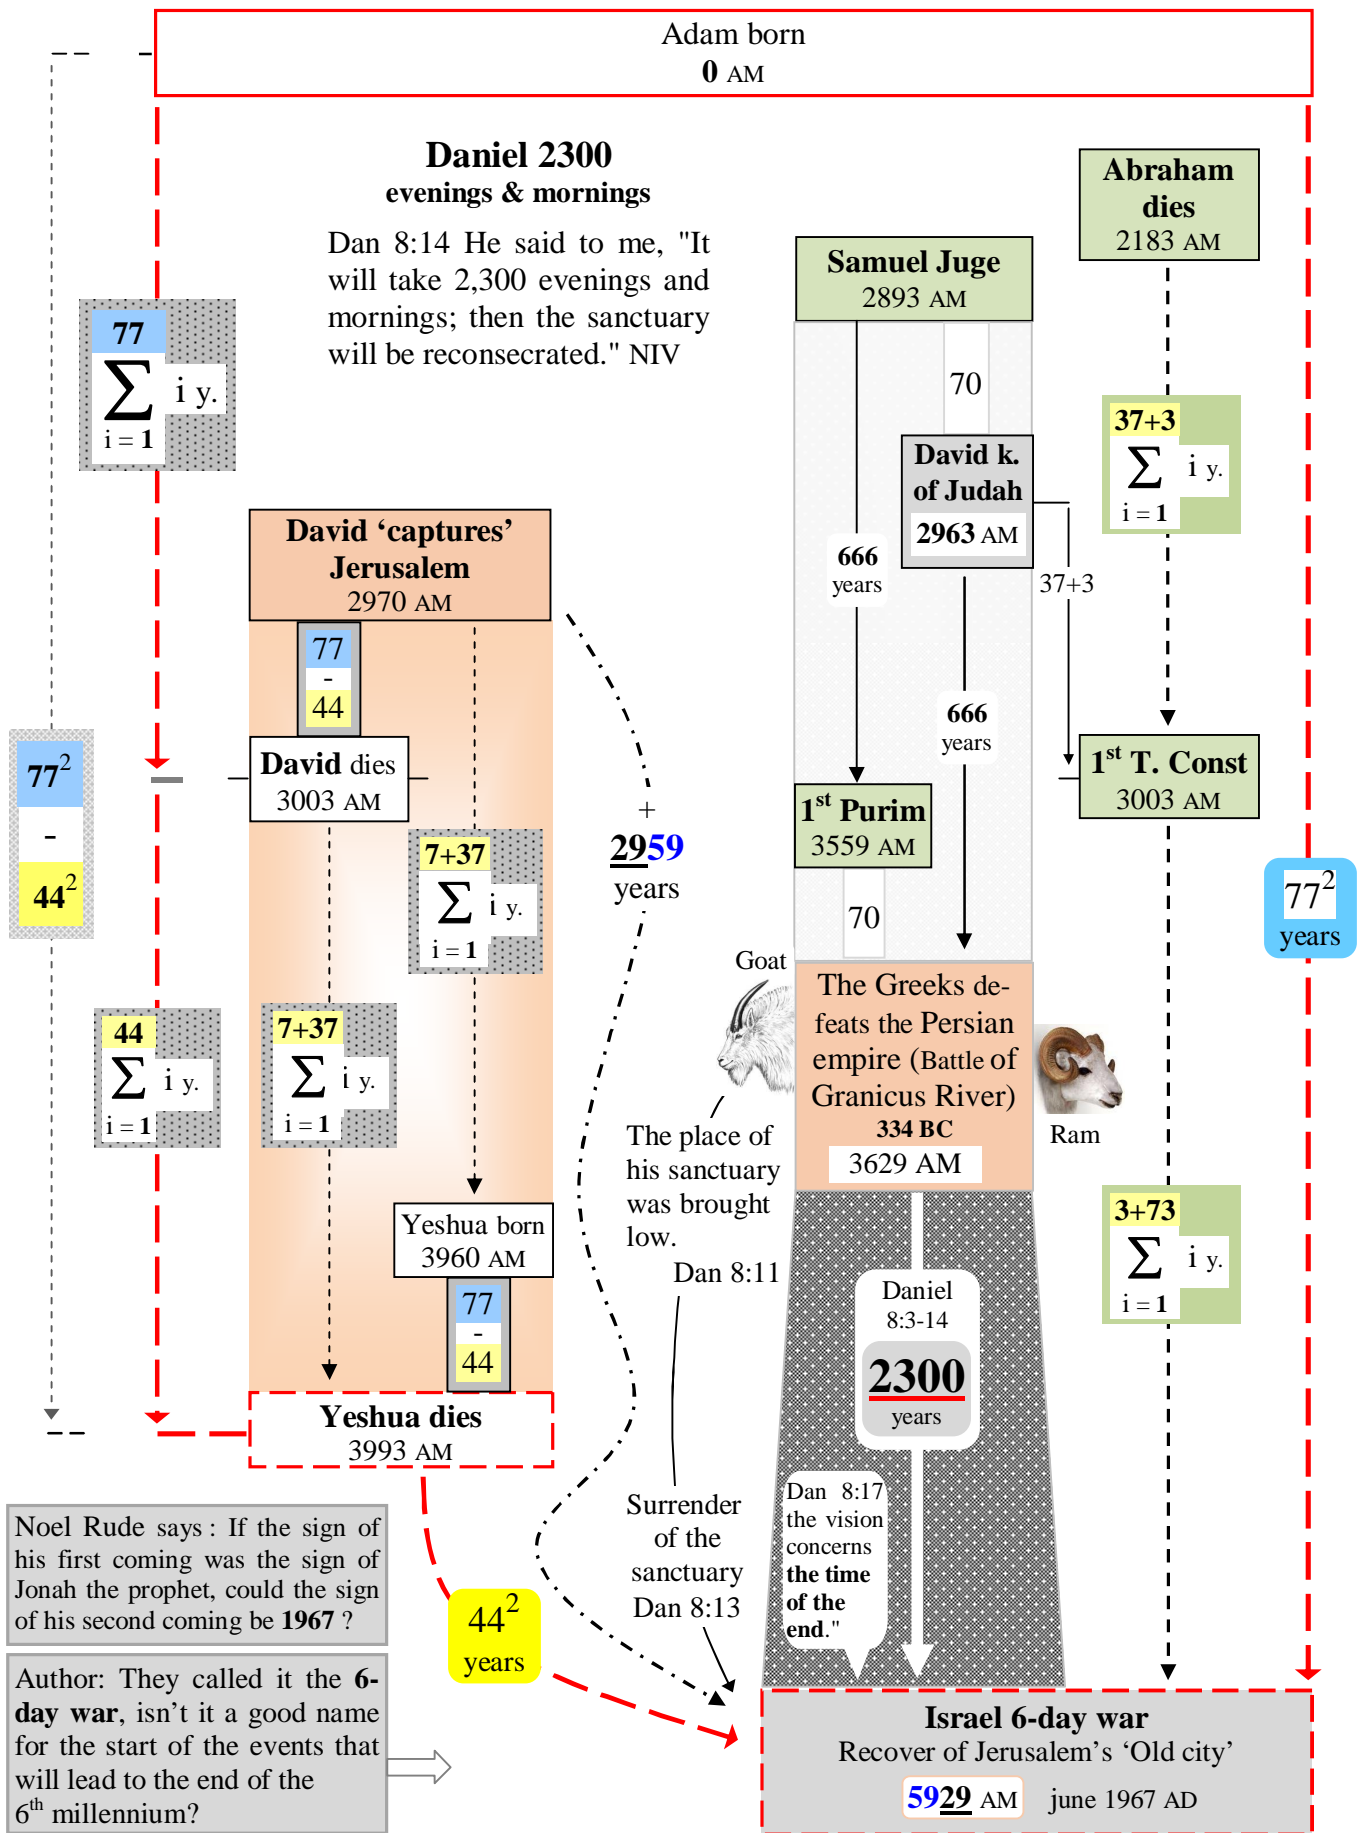 Adam born
0 AM
Daniel 2300
evenings & mornings
Dan 8:14 He said to me, "It
will take 2,300 evenings and
mornings; then the sanctuary
will be reconsecrated." NIV
Abraham
dies
2183 AM
Samuel Juge
2893 AM
77
∑ i y.
i = 1
70
37+3
∑ i y.
i = 1
David k.
of Judah
2963 AM
David ‘captures’
Jerusalem
2970 AM
666
years
37+3
77
-
44
666
years
77²
-
44²
David dies
3003 AM
1st T. Const
3003 AM
+
2959
years
1st Purim
3559 AM
7+37
∑ i y.
i = 1
77²
years
70
Goat
The Greeks de-
feats the Persian
empire (Battle of
Granicus River)
334 BC
3629 AM
Ram
44
∑ i y.
i = 1
7+37
∑ i y.
i = 1
The place of
his sanctuary
was brought
low.
Dan 8:11
Yeshua born
3960 AM
3+73
∑ i y.
i = 1
77
-
44
Daniel
8:3-14
2300
years
Yeshua dies
3993 AM
Dan 8:17
the vision
concerns
the time
of the
end."
Surrender
of the
sanctuary
Dan 8:13
Noel Rude says : If the sign of
his first coming was the sign of
Jonah the prophet, could the sign
of his second coming be 1967 ?
44²
years
Author: They called it the 6-
day war, isn’t it a good name
for the start of the events that
will lead to the end of the
6th millennium?
Israel 6-day war
Recover of Jerusalem’s ‘Old city’
5929 AM june 1967 AD